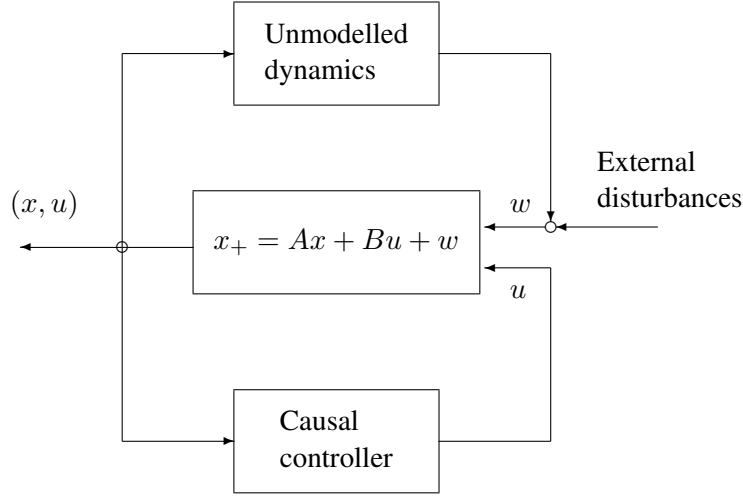 Unmodelled
dynamics
External
disturbances
(x, u)
w
x₊ = Ax + Bu + w
u
Causal
controller